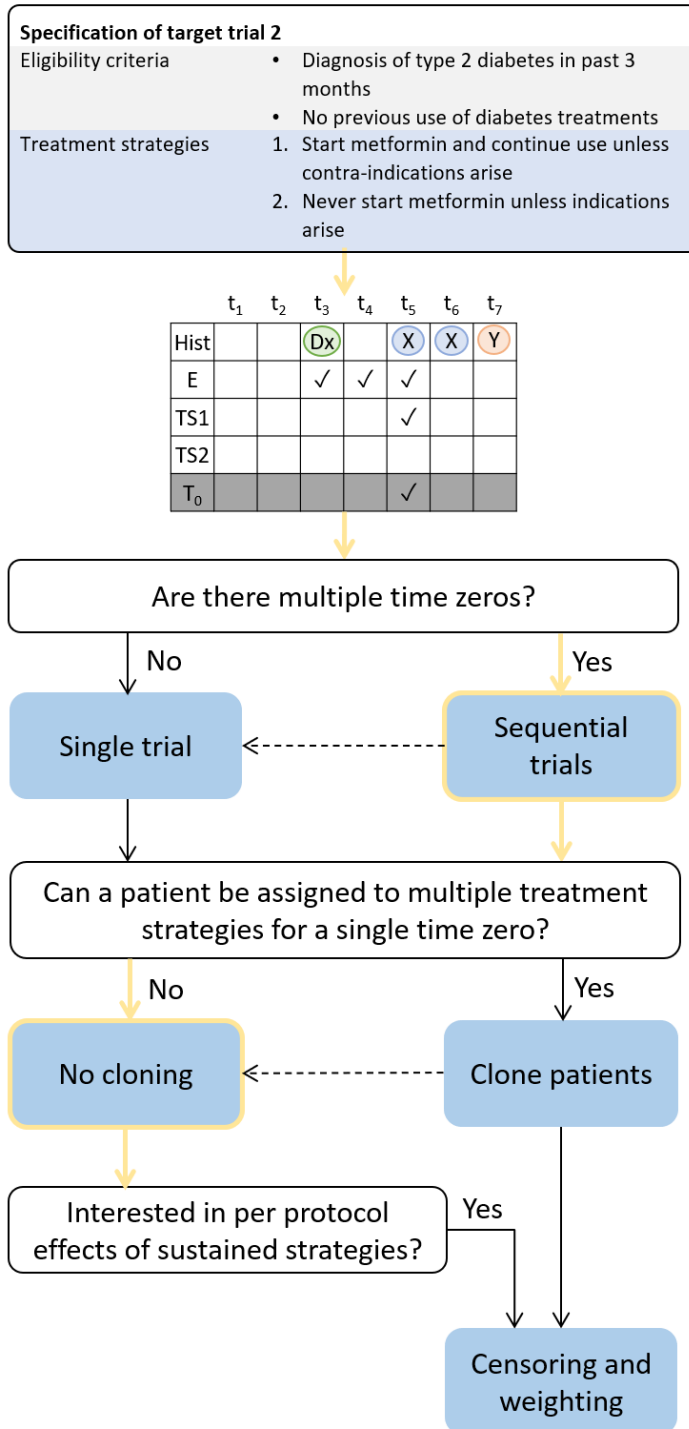 Specification of target trial 2
Eligibility criteria • Diagnosis of type 2 diabetes in past 3
months
• No previous use of diabetes treatments
Treatment strategies 1. Start metformin and continue use unless
contra-indications arise
2. Never start metformin unless indications
arise
t1 t2 t3 t4 t5 t6 t7
Hist Dx X X Y
E ✓ ✓ ✓
TS1 ✓
TS2
T0 ✓
Are there multiple time zeros?
No Yes
Single trial Sequential
trials
Can a patient be assigned to multiple treatment
strategies for a single time zero?
No Yes
No cloning Clone patients
Interested in per protocol Yes
effects of sustained strategies?
Censoring and
weighting